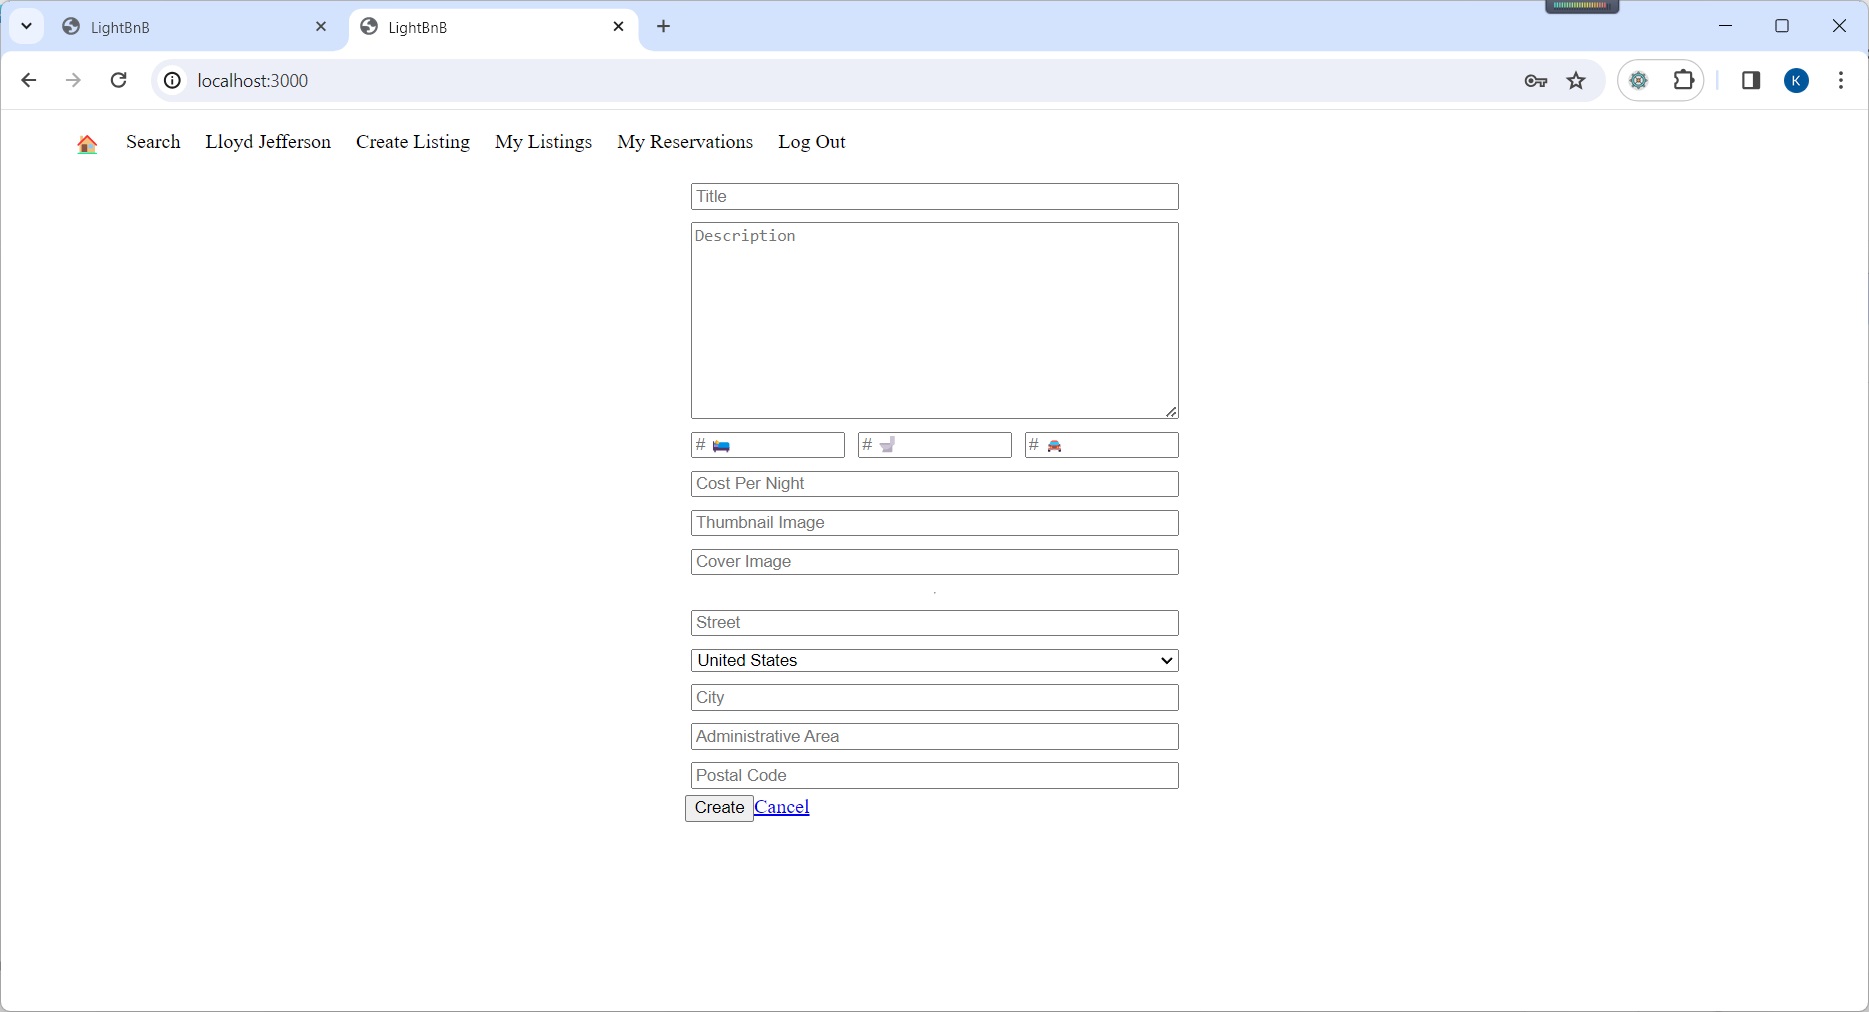 LightBnB
LightBnB
localhost:3000
K
Search Lloyd Jefferson Create Listing My Listings My Reservations Log Out
Title
Description
# # #
Cost Per Night
Thumbnail Image
Cover Image
Street
United States
City
Administrative Area
Postal Code
Create Cancel